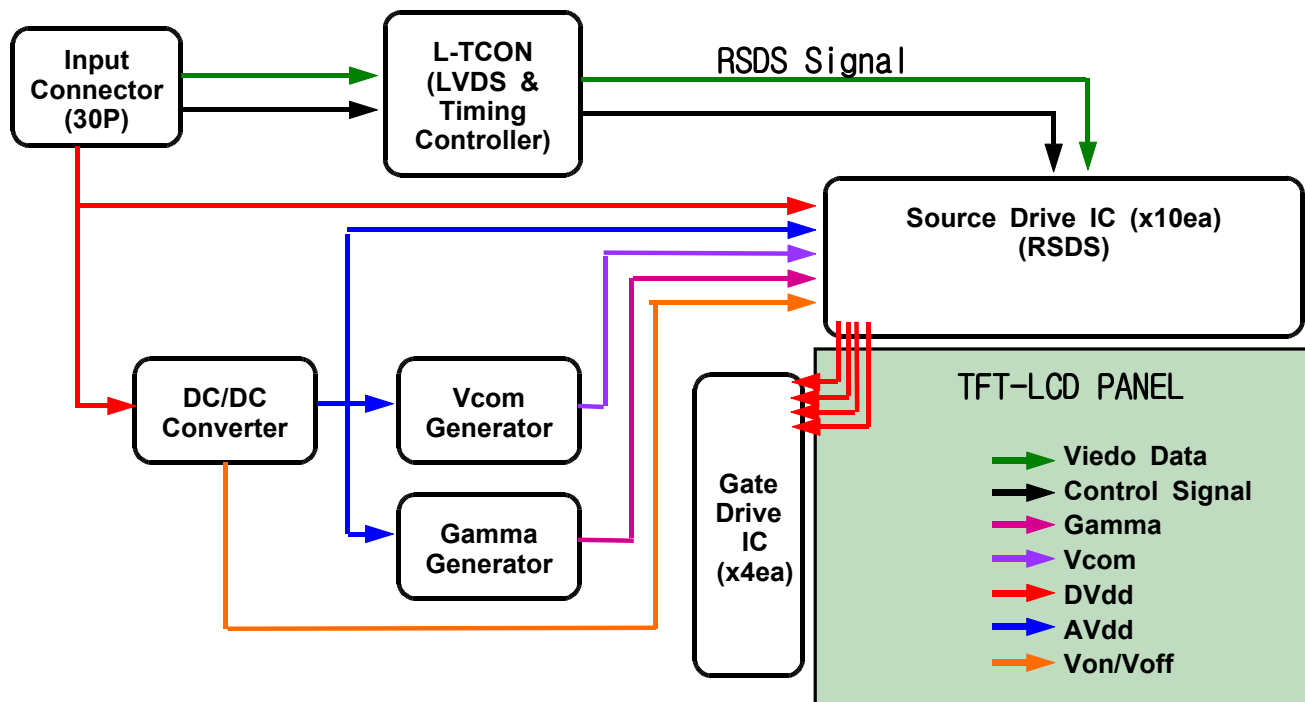 Input
Connector
(30P)
L-TCON
(LVDS &
Timing
Controller)
RSDS Signal
Source Drive IC (x10ea)
(RSDS)
DC/DC
Converter
Vcom
Generator
Gamma
Generator
Gate
Drive
IC
(x4ea)
TFT-LCD PANEL
Viedo Data
Control Signal
Gamma
Vcom
DVdd
AVdd
Von/Voff